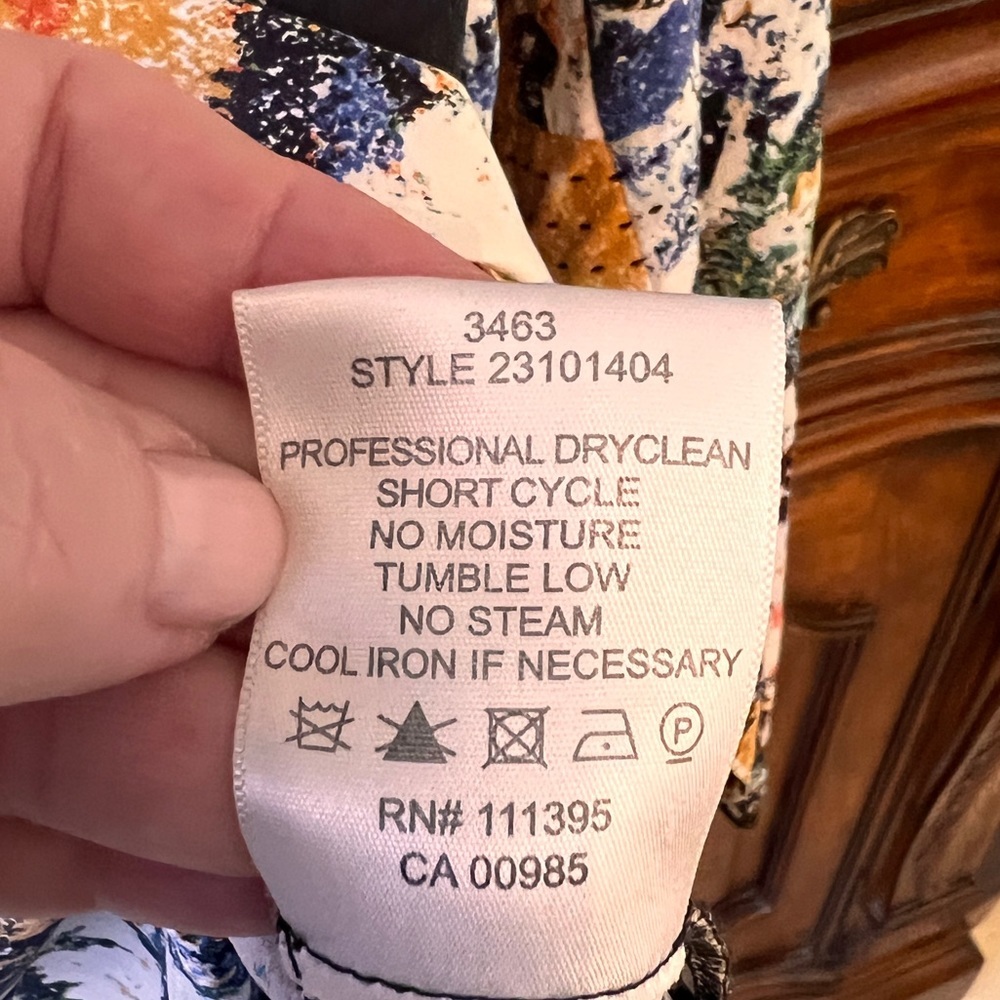 3463
STYLE 23101404
PROFESSIONAL DRYCLEAN
SHORT CYCLE
NO MOISTURE
TUMBLE LOW
NO STEAM
COOL IRON IF NECESSARY
P
RN# 111395
CA 00985